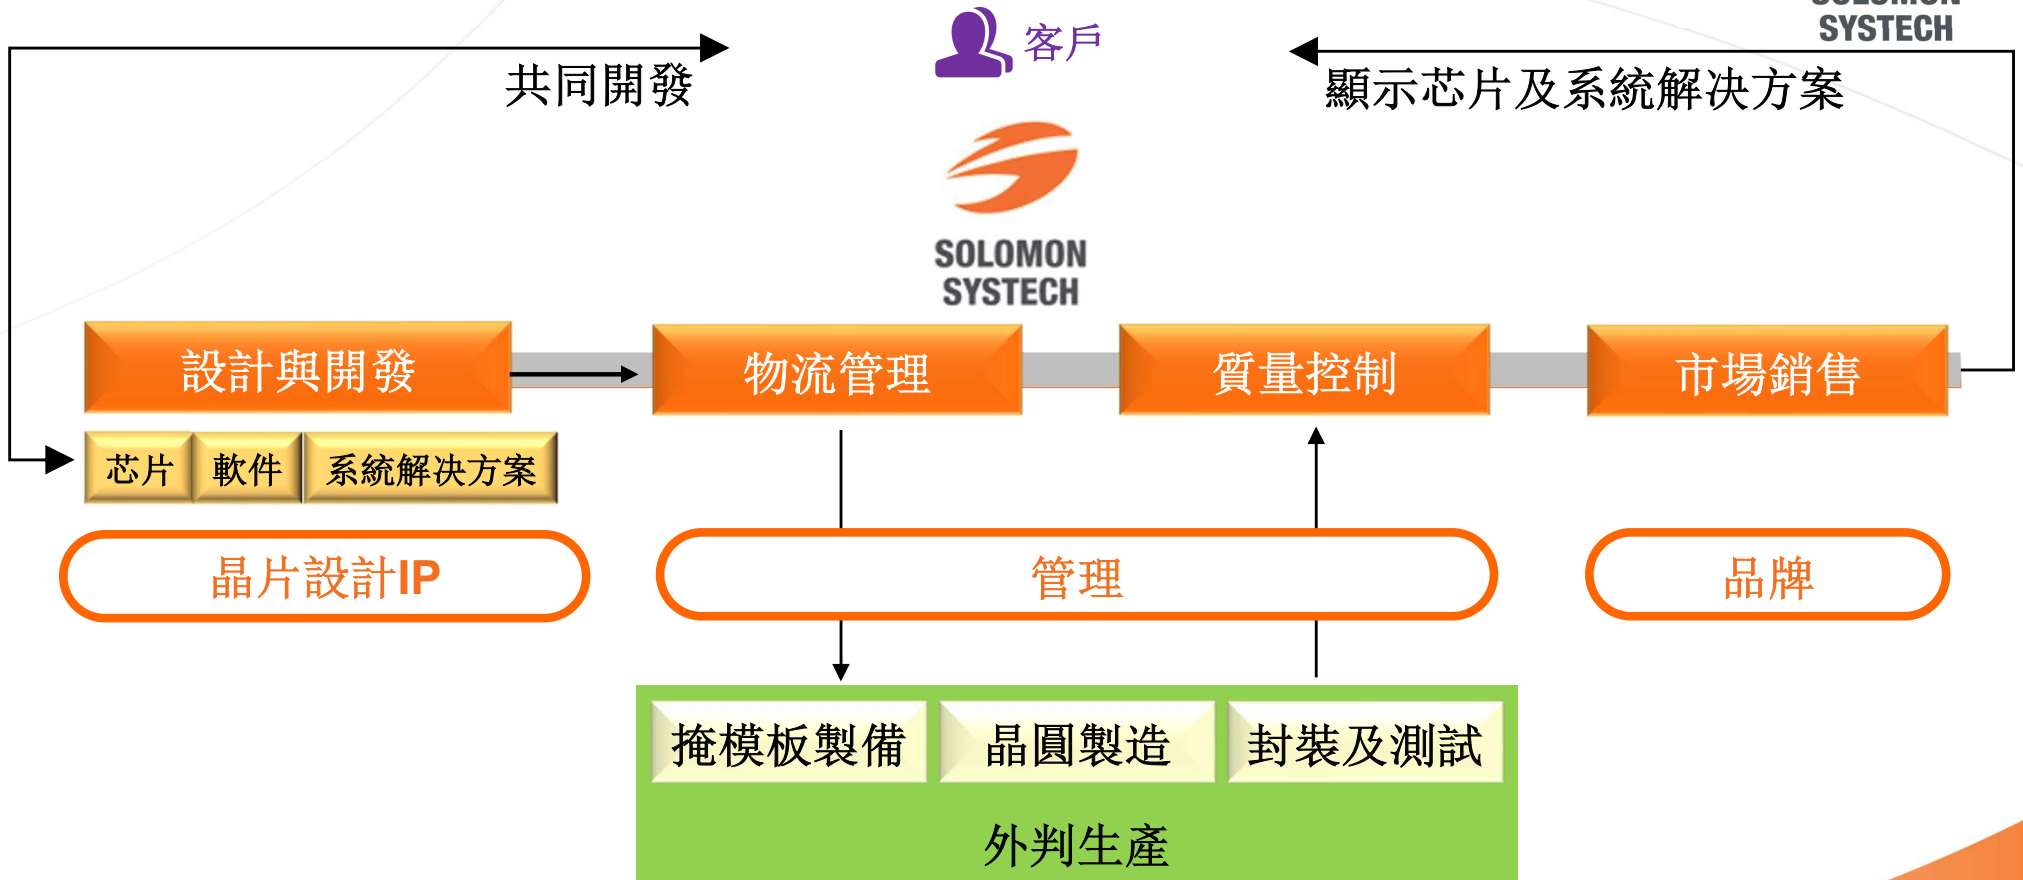 SOLOMON
SYSTECH
客戶
共同開發
顯示芯片及系統解決方案
SOLOMON
SYSTECH
設計與開發
物流管理
質量控制
市場銷售
芯片
軟件
系統解決方案
晶片設計IP
管理
品牌
掩模板製備
晶圓製造
封裝及測試
外判生產